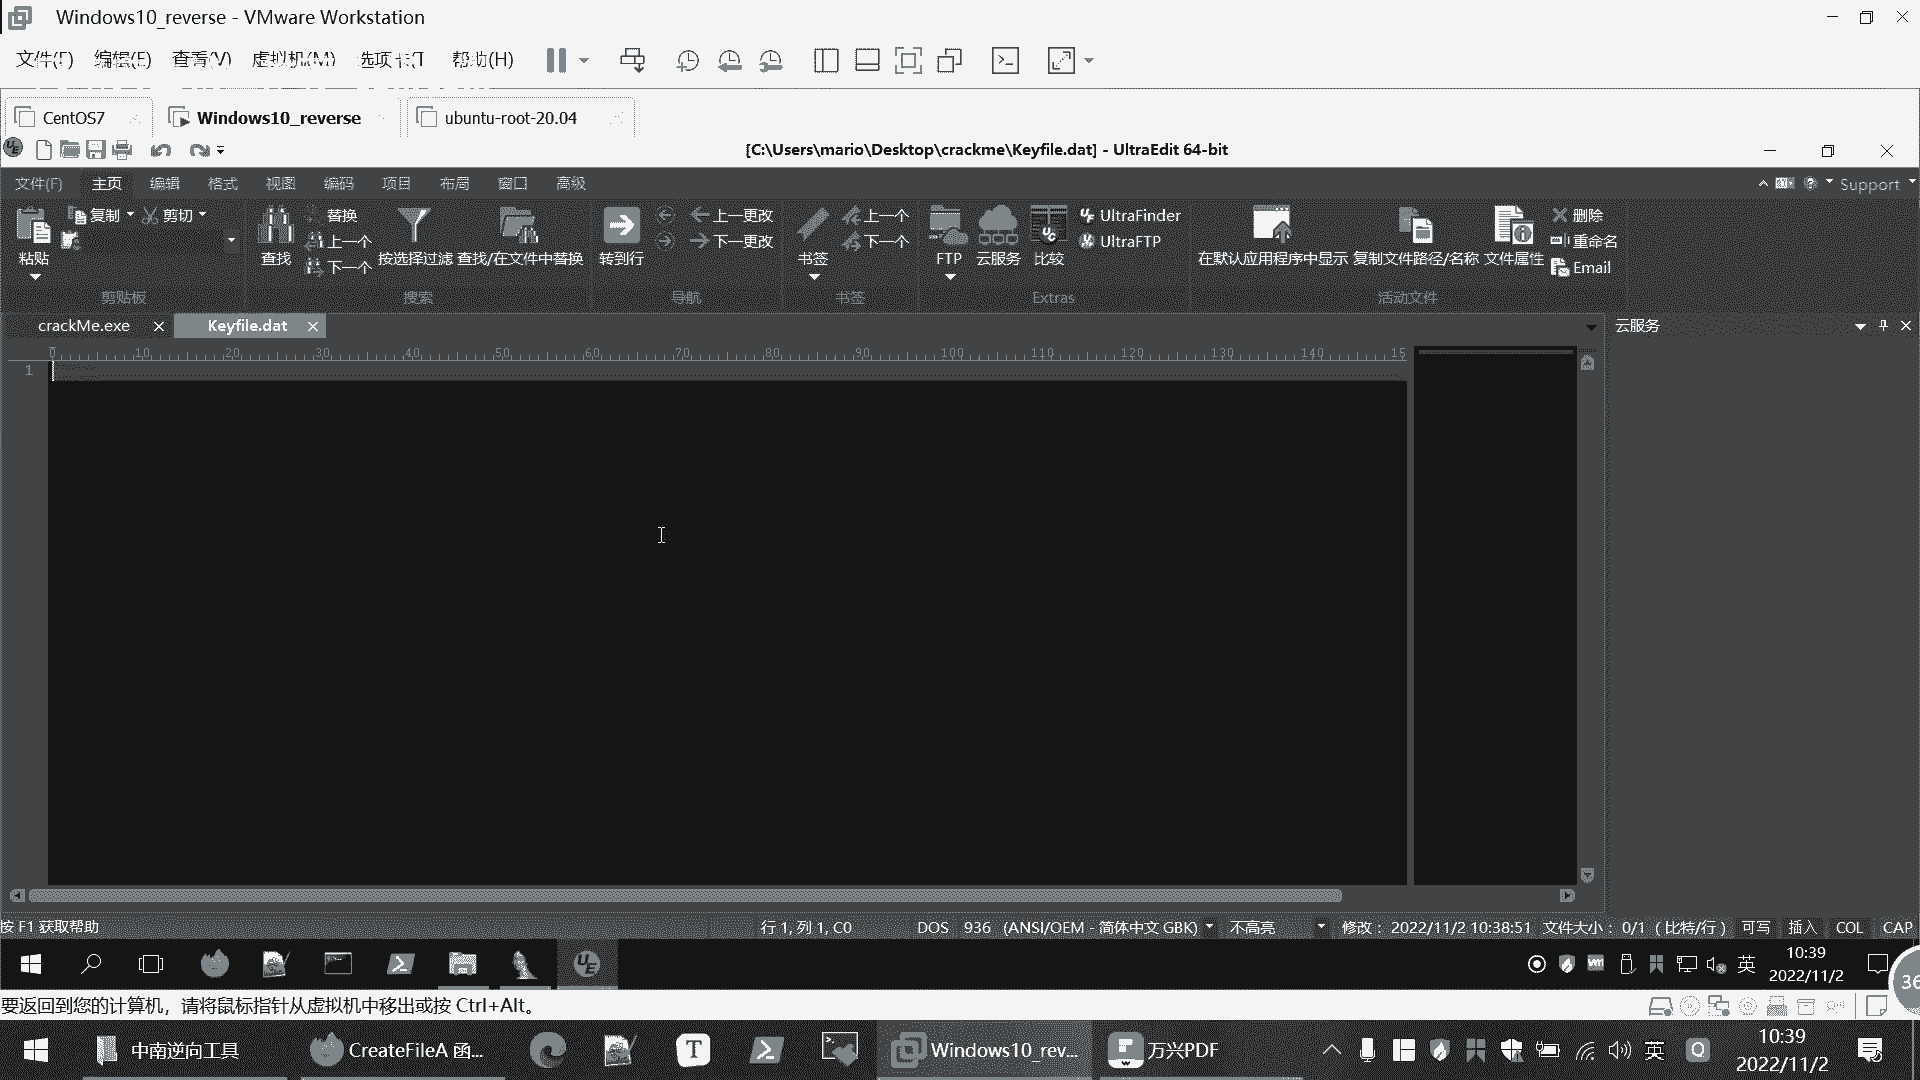 Windows10_reverse - VMware Workstation
文件(F) 编辑(E) 查看(V) 虚拟机(M) 选项卡(T 帮助(H)
CentOS7 Windows10_reverse ubuntu-root-20.04
[C:\Users\mario\Desktop\crackme\Keyfile.dat] - UltraEdit 64-bit
文件(F) 主页 编辑 格式 视图 编码 项目 布局 窗口 高级 Support
复制 剪切 替换 上一更改 上一个 UltraFinder 删除
上一个 下一更改 下一个 UltraFTP 重命名
粘贴 查找 下一个 按选择过滤 查找/在文件中替换 转到行 书签 FTP 云服务 比较 在默认应用程序中显示 复制文件路径/名称 文件属性 Email
剪贴板 搜索 导航 书签 Extras 活动文件
crackMe.exe Keyfile.dat 云服务
0 10 20 30 40 50 60 70 80 90 100 110 120 130 140 15
1
按 F1 获取帮助 行 1, 列 1, C0 DOS 936 (ANSI/OEM - 简体中文 GBK) 不高亮 修改： 2022/11/2 10:38:51 文件大小： 0/1 (比特/行) 可写 插入 COL CAP
英 10:39
2022/11/2
36
要返回到您的计算机，请将鼠标指针从虚拟机中移出或按 Ctrl+Alt。
中南逆向工具 CreateFileA 函... T Windows10_rev... 万兴PDF 英 Q 10:39
2022/11/2